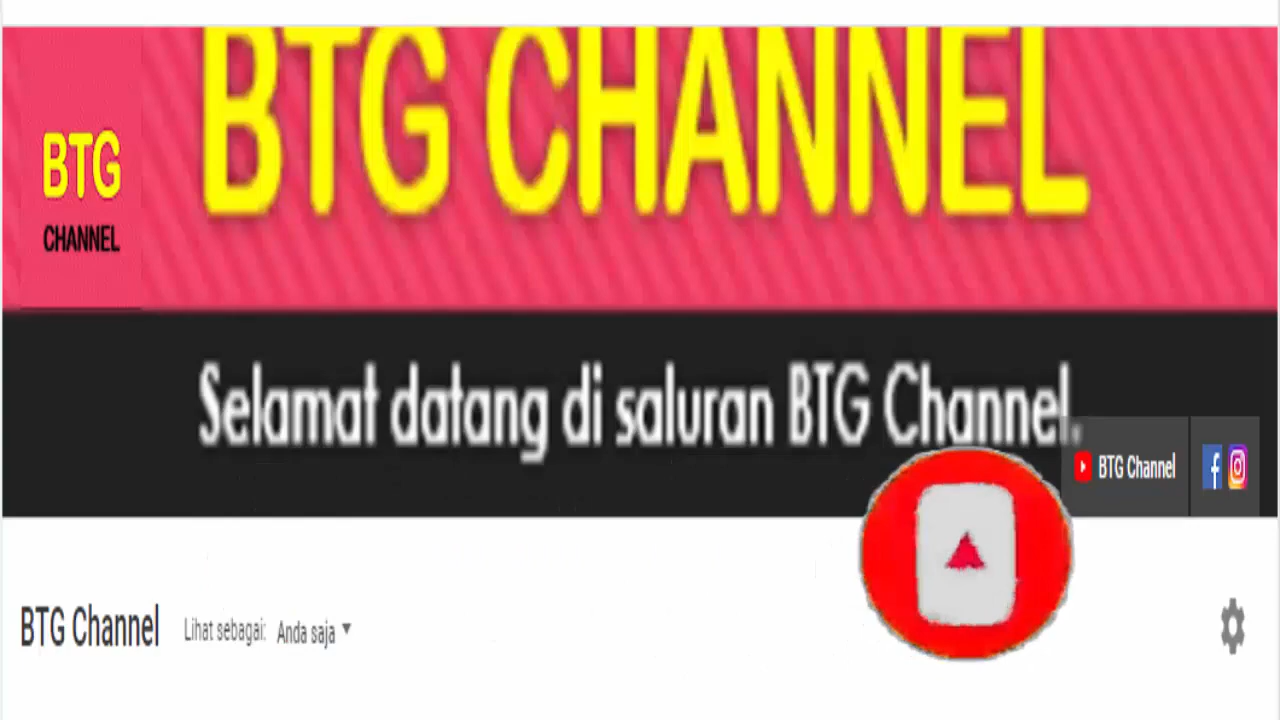 BTG CHANNEL
BTG
CHANNEL
Selamat datang di saluran BTG Channel.
BTG Channel
BTG Channel
Lihat sebagai: Anda saja